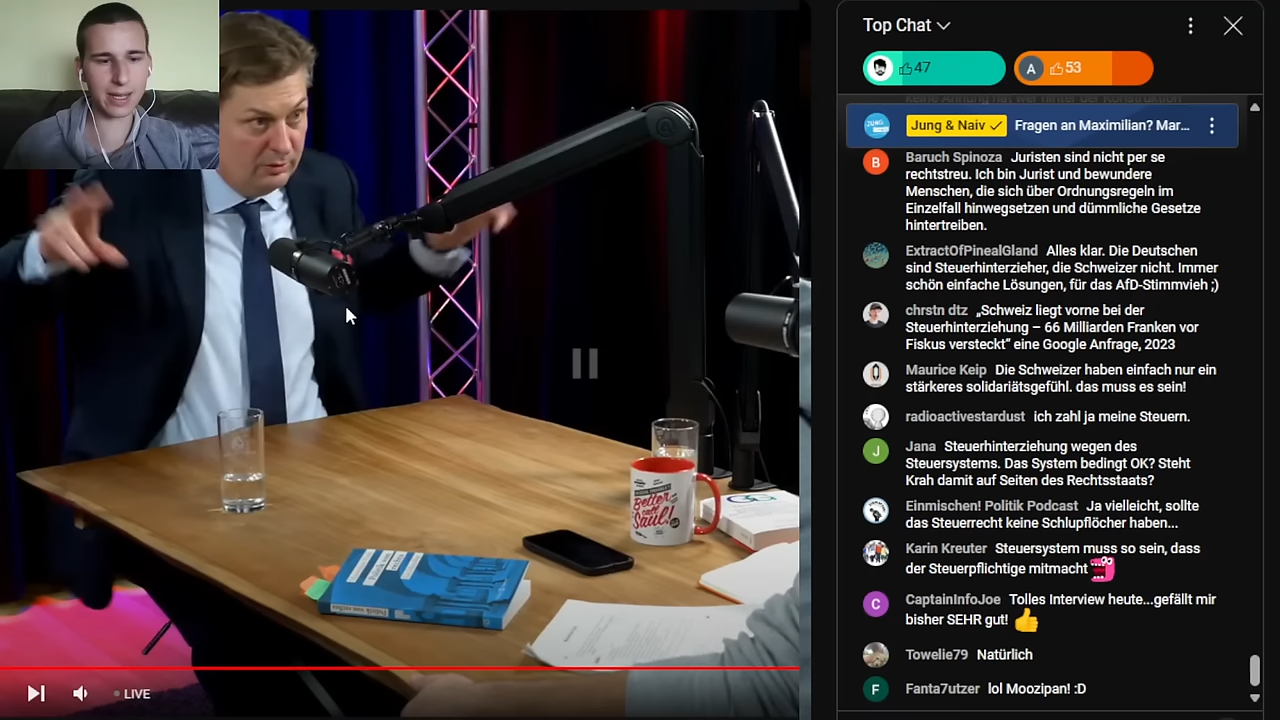 Top Chat
47
A
53
Jung & Naiv
Fragen an Maximilian? Mar...
B
Baruch Spinoza Juristen sind nicht per se
rechtstreu. Ich bin Jurist und bewundere
Menschen, die sich über Ordnungsregeln im
Einzelfall hinwegsetzen und dümmliche Gesetze
hintertreiben.
ExtractOfPinealGland Alles klar. Die Deutschen
sind Steuerhinterzieher, die Schweizer nicht. Immer
schön einfache Lösungen, für das AfD-Stimmvieh ;)
chrstn dtz „Schweiz liegt vorne bei der
Steuerhinterziehung – 66 Milliarden Franken vor
Fiskus versteckt“ eine Google Anfrage, 2023
Maurice Keip Die Schweizer haben einfach nur ein
stärkeres solidariätsgefühl. das muss es sein!
radioactivestardust ich zahl ja meine Steuern.
J
Jana Steuerhinterziehung wegen des
Steuersystems. Das System bedingt OK? Steht
Krah damit auf Seiten des Rechtsstaats?
Einmischen! Politik Podcast Ja vielleicht, sollte
das Steuerrecht keine Schlupflöcher haben...
Karin Kreuter Steuersystem muss so sein, dass
der Steuerpflichtige mitmacht
C
CaptainInfoJoe Tolles Interview heute...gefällt mir
bisher SEHR gut!
Towelie79 Natürlich
F
Fanta7utzer lol Moozipan! :D
Better
call
Saul!
LIVE